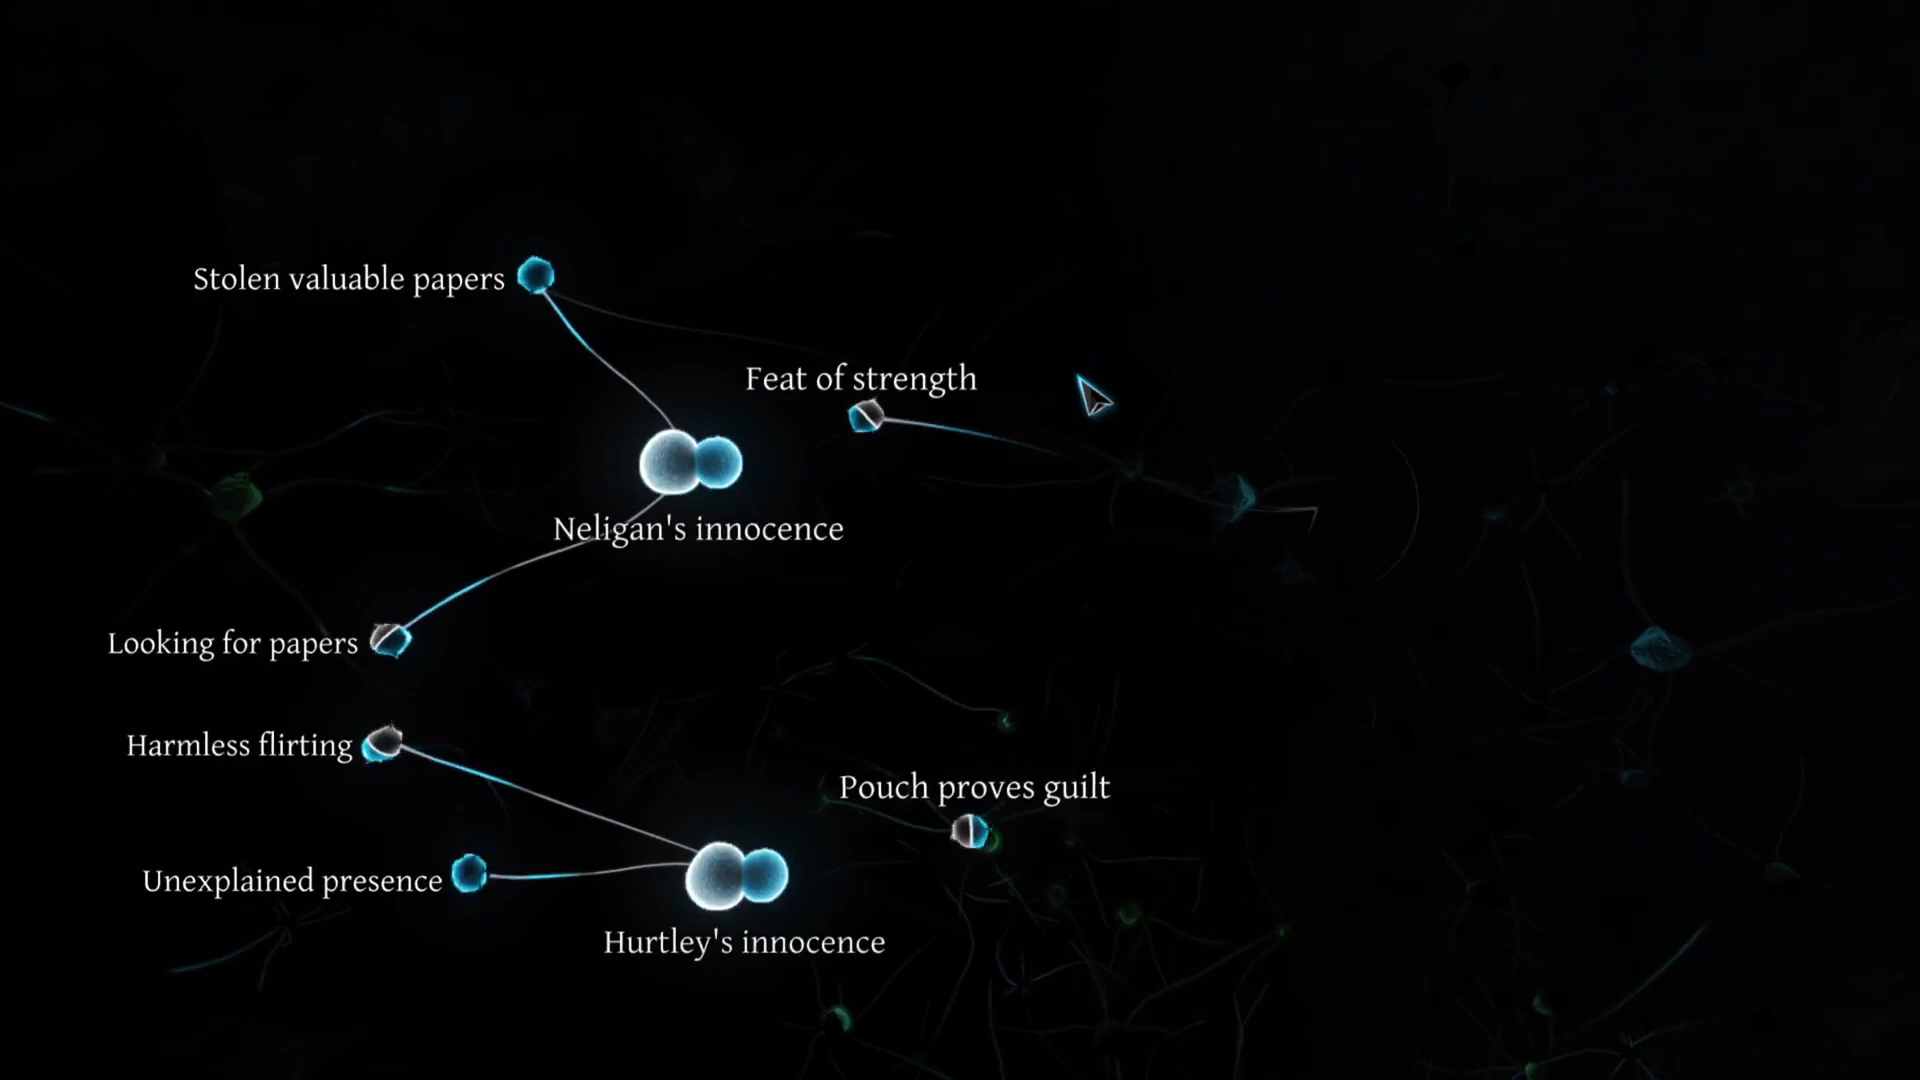 Stolen valuable papers
Feat of strength
Neligan's innocence
Looking for papers
Harmless flirting
Pouch proves guilt
Unexplained presence
Hurtley's innocence